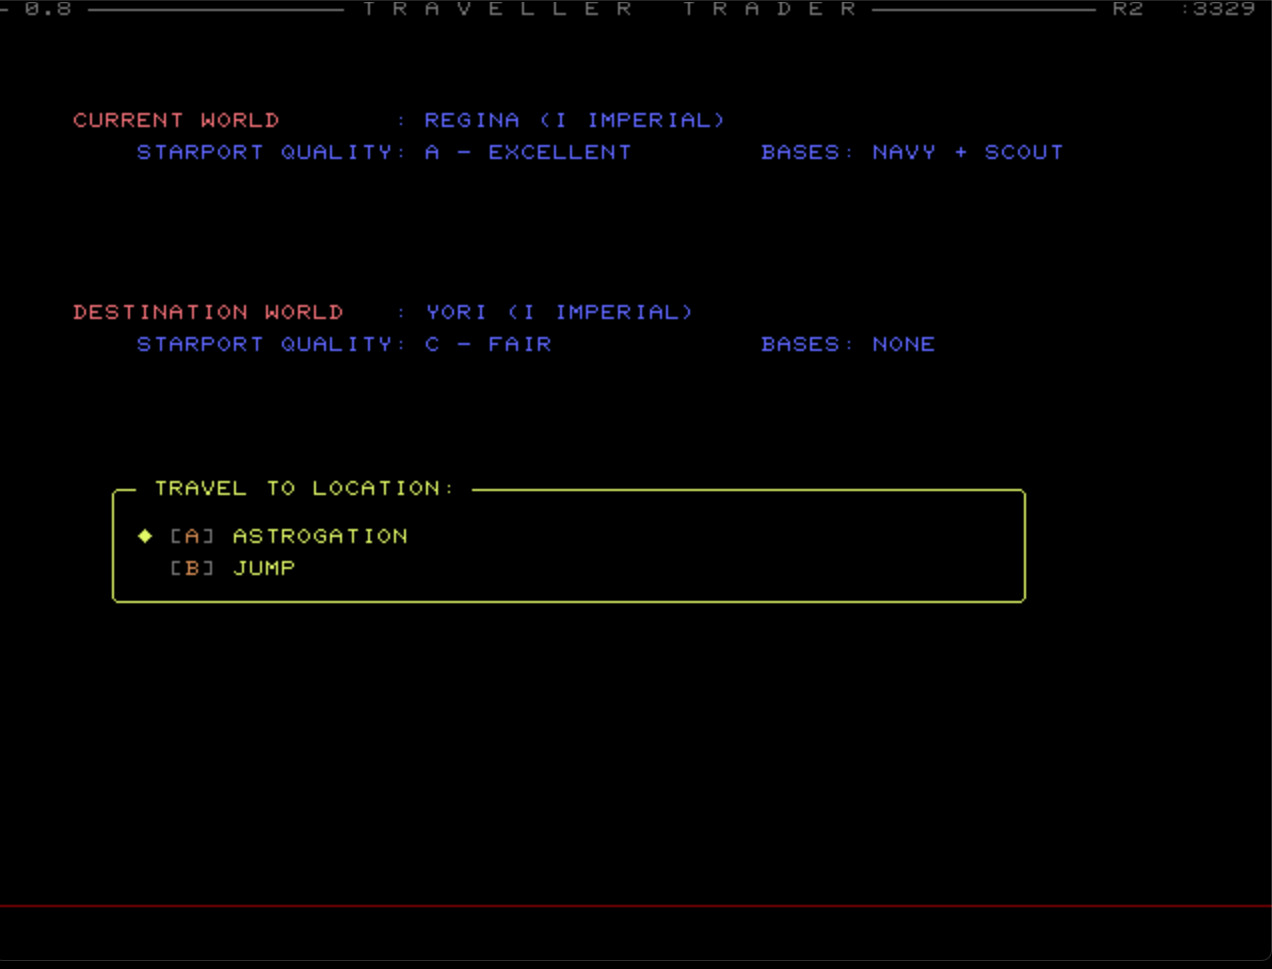 0.8 T R A V E L L E R   T R A D E R R2 :3329
CURRENT WORLD : REGINA (I IMPERIAL)
STARPORT QUALITY: A - EXCELLENT BASES: NAVY + SCOUT
DESTINATION WORLD : YORI (I IMPERIAL)
STARPORT QUALITY: C - FAIR BASES: NONE
TRAVEL TO LOCATION:
[A] ASTROGATION
[B] JUMP